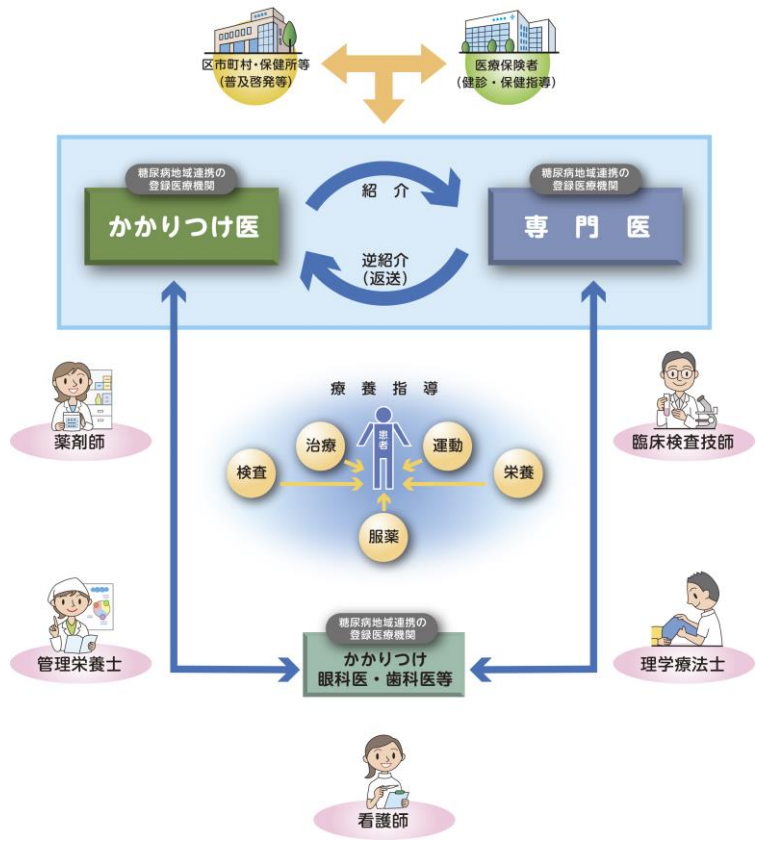 区市町村・保健所等
(普及啓発等)
医療保険者
(健診・保健指導)
糖尿病地域連携の
登録医療機関
かかりつけ医
紹介
糖尿病地域連携の
登録医療機関
専門医
逆紹介
(返送)
療養指導
患者
治療
運動
検査
栄養
服薬
薬剤師
臨床検査技師
管理栄養士
糖尿病地域連携の
登録医療機関
かかりつけ
眼科医・歯科医等
理学療法士
看護師